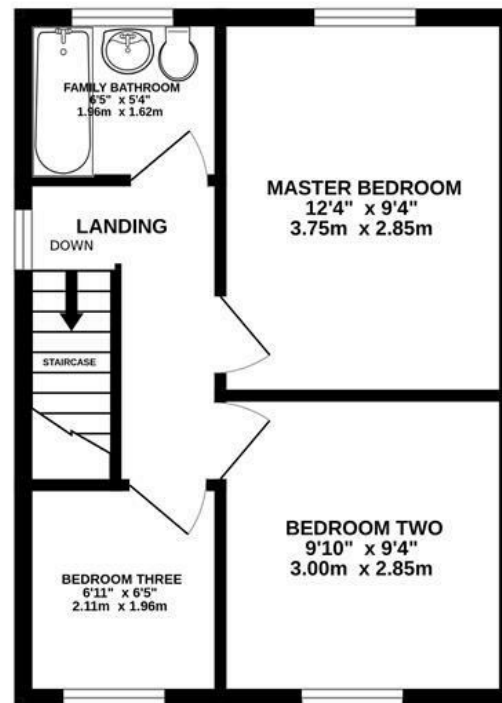 FAMILY BATHROOM
6'5" x 5'4"
1.96m x 1.62m
MASTER BEDROOM
12'4" x 9'4"
3.75m x 2.85m
LANDING
DOWN
STAIRCASE
BEDROOM TWO
9'10" x 9'4"
3.00m x 2.85m
BEDROOM THREE
6'11" x 6'5"
2.11m x 1.96m